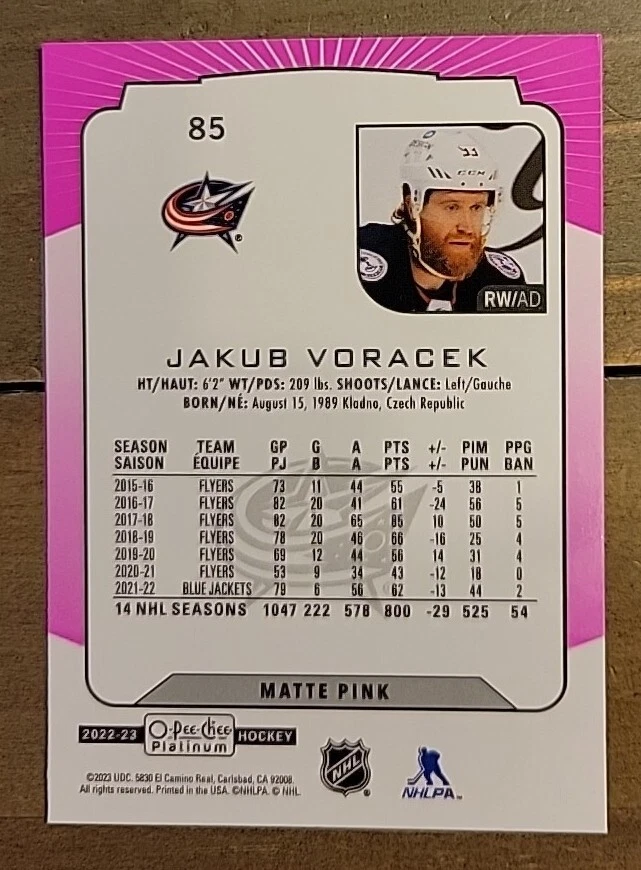 85
CCM
RW/AD
JAKUB VORACEK
HT/HAUT: 6'2" WT/PDS: 209 lbs. SHOOTS/LANCE: Left/Gauche
BORN/NÉ: August 15, 1989 Kladno, Czech Republic
SEASON TEAM GP G A PTS +/- PIM PPG
SAISON ÉQUIPE PJ B A PTS +/- PUN BAN
2015-16 FLYERS 73 11 44 55 -5 38 1
2016-17 FLYERS 82 20 41 61 -24 56 5
2017-18 FLYERS 82 20 65 85 10 50 5
2018-19 FLYERS 78 20 46 66 -16 25 4
2019-20 FLYERS 69 12 44 56 14 31 4
2020-21 FLYERS 53 9 34 43 -12 18 0
2021-22 BLUE JACKETS 79 6 56 62 -13 44 2
14 NHL SEASONS 1047 222 578 800 -29 525 54
MATTE PINK
2022-23 O-Pee-Chee Platinum HOCKEY
©2023 UDC. 5830 El Camino Real, Carlsbad, CA 92008.
All rights reserved. Printed in the USA. ©NHLPA. © NHL
NHL
NHLPA